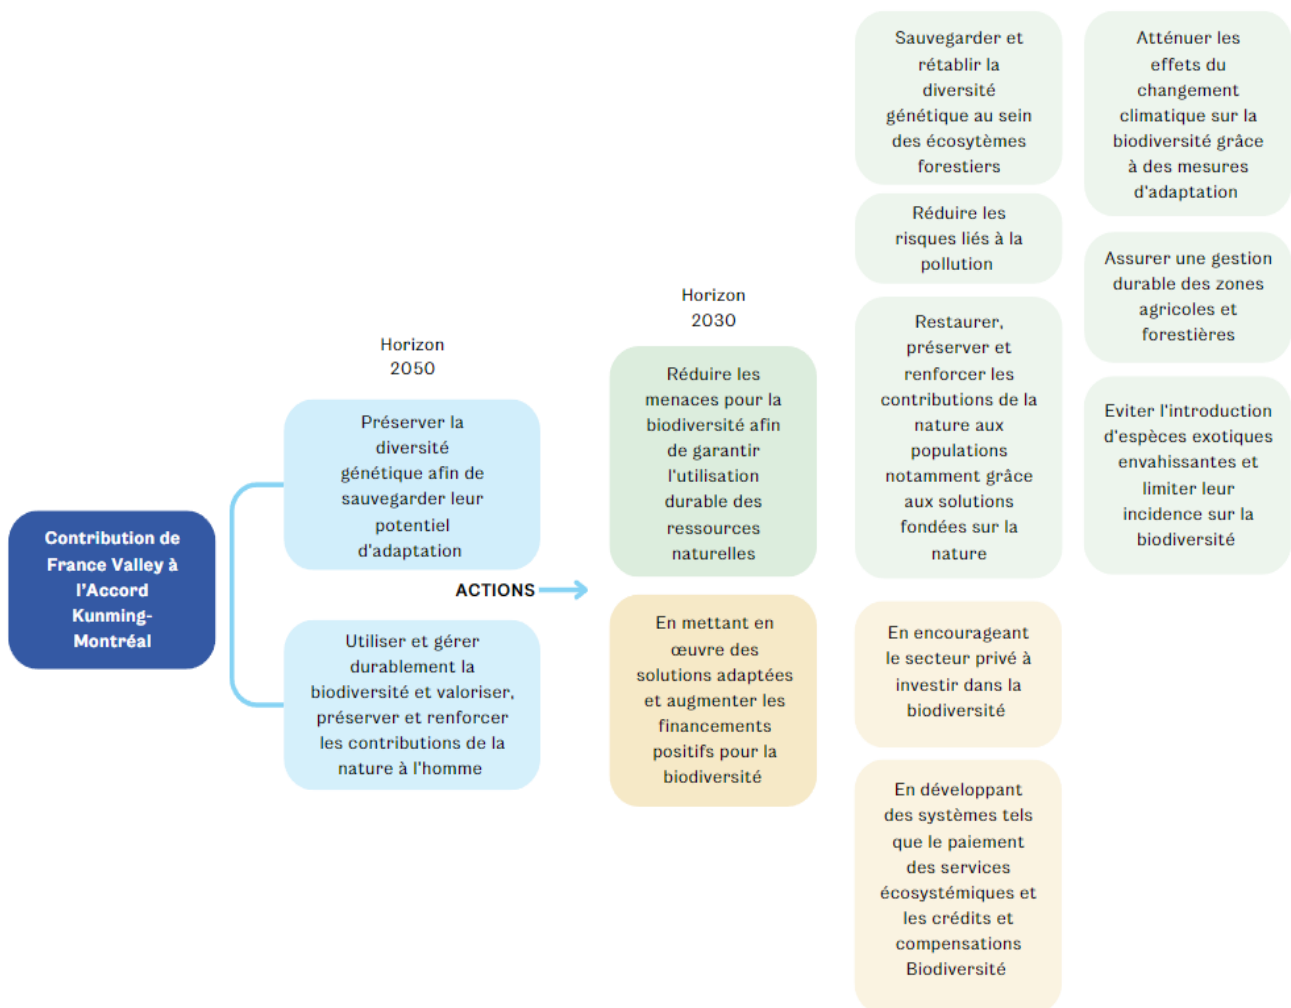 Contribution de
France Valley à
l'Accord
Kunming-
Montréal
Horizon
2050
Préserver la
diversité
génétique afin de
sauvegarder leur
potentiel
d'adaptation
ACTIONS
Utiliser et gérer
durablement la
biodiversité et valoriser,
préserver et renforcer
les contributions de la
nature à l'homme
Horizon
2030
Réduire les
menaces pour la
biodiversité afin
de garantir
l'utilisation
durable des
ressources
naturelles
En mettant en
œuvre des
solutions adaptées
et augmenter les
financements
positifs pour la
biodiversité
Sauvegarder et
rétablir la
diversité
génétique au sein
des écosytèmes
forestiers
Réduire les
risques liés à la
pollution
Restaurer,
préserver et
renforcer les
contributions de la
nature aux
populations
notamment grâce
aux solutions
fondées sur la
nature
Atténuer les
effets du
changement
climatique sur la
biodiversité grâce
à des mesures
d'adaptation
Assurer une gestion
durable des zones
agricoles et
forestières
Eviter l'introduction
d'espèces exotiques
envahissantes et
limiter leur
incidence sur la
biodiversité
En encourageant
le secteur privé à
investir dans la
biodiversité
En développant
des systèmes tels
que le paiement
des services
écosystémiques et
les crédits et
compensations
Biodiversité